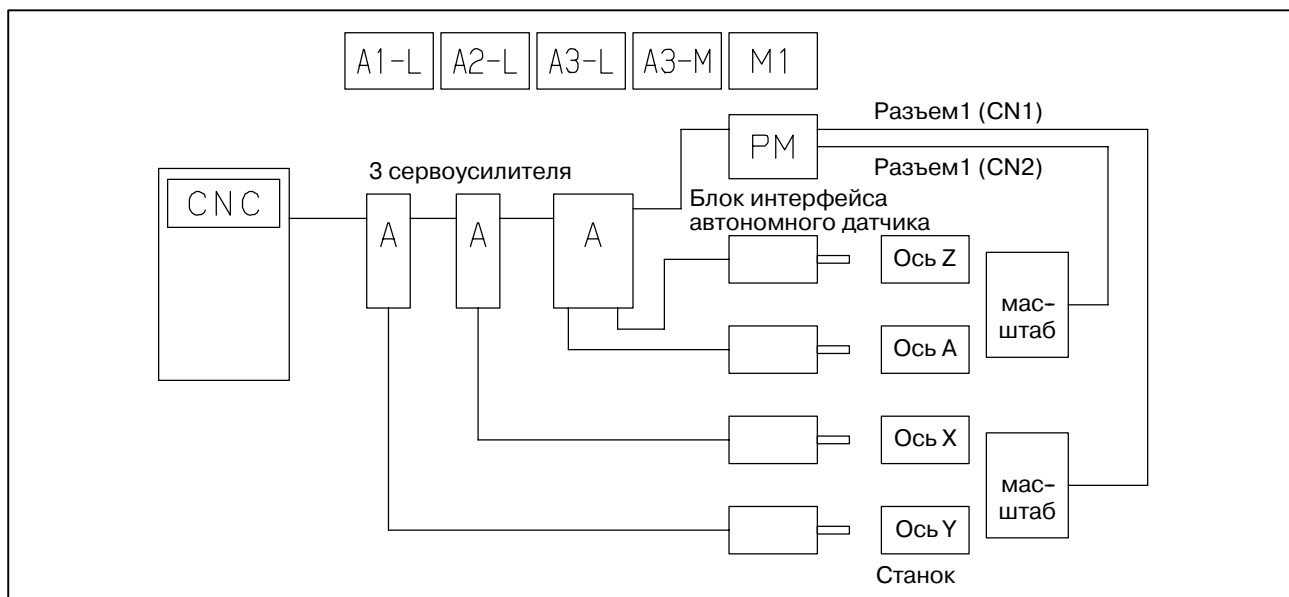 A1-L A2-L A3-L A3-M M1
Разъем1 (CN1)
PM
Разъем1 (CN2)
3 сервоусилителя
CNC
Блок интерфейса
автономного датчика
A A A
Ось Z
мас-
штаб
Ось A
Ось X
мас-
штаб
Ось Y
Станок